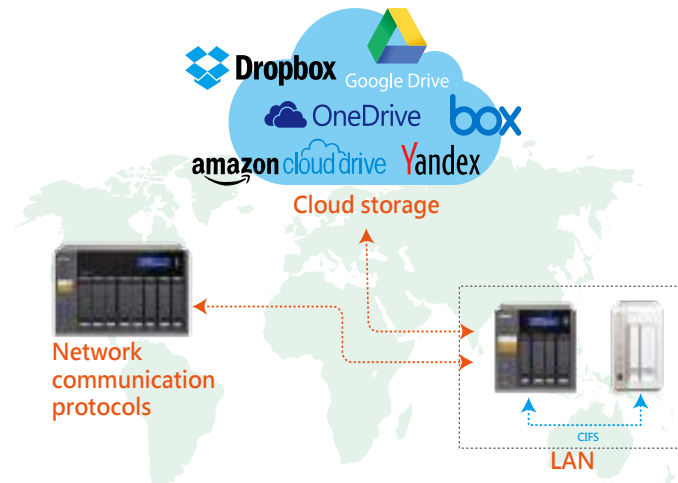 Dropbox
Google Drive
OneDrive
box
amazon cloud drive
Yandex
Cloud storage
Network
communication
protocols
CIFS
LAN